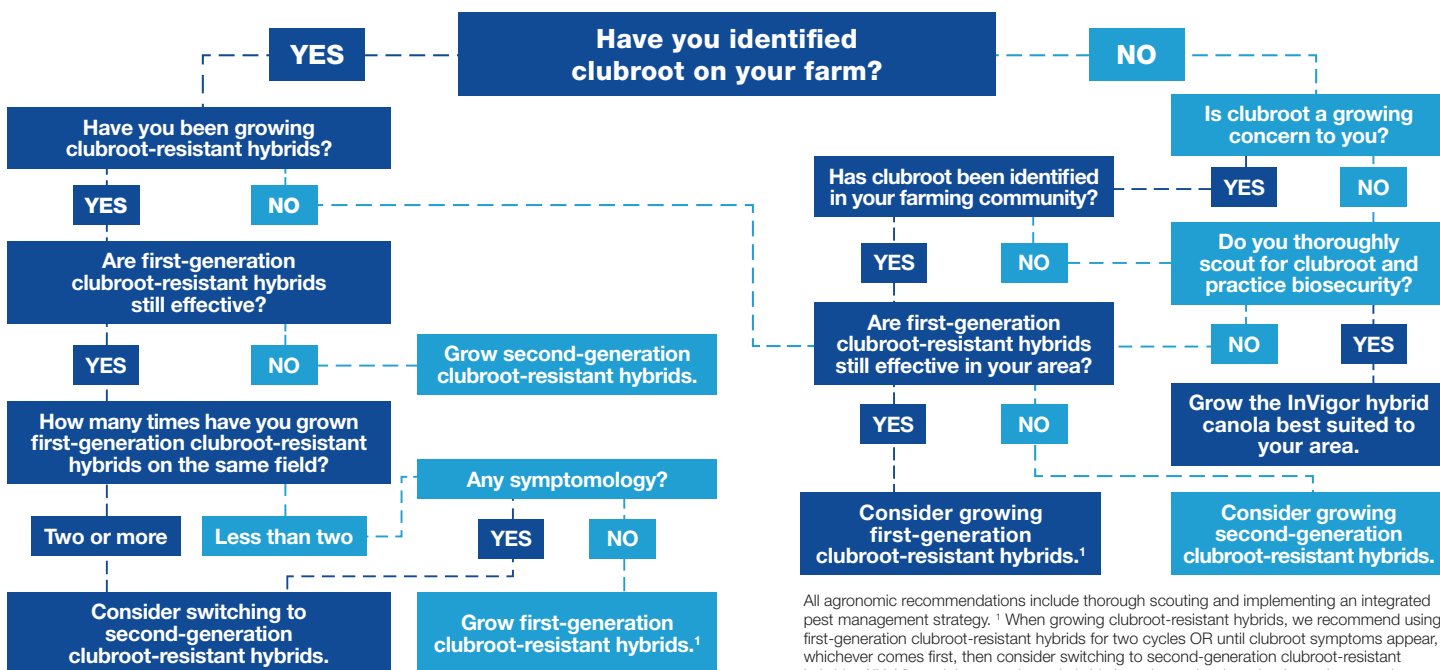 Have you identified
clubroot on your farm?
YES
NO
Have you been growing
clubroot-resistant hybrids?
YES
NO
Are first-generation
clubroot-resistant hybrids
still effective?
YES
NO
Grow second-generation
clubroot-resistant hybrids.
How many times have you grown
first-generation clubroot-resistant
hybrids on the same field?
Two or more
Less than two
Any symptomology?
YES
NO
Consider switching to
second-generation
clubroot-resistant hybrids.
Grow first-generation
clubroot-resistant hybrids.¹
Is clubroot a growing
concern to you?
YES
NO
Has clubroot been identified
in your farming community?
YES
NO
Do you thoroughly
scout for clubroot and
practice biosecurity?
NO
YES
Are first-generation
clubroot-resistant hybrids
still effective in your area?
YES
NO
Grow the InVigor hybrid
canola best suited to
your area.
Consider growing
first-generation
clubroot-resistant hybrids.¹
Consider growing
second-generation
clubroot-resistant hybrids.
All agronomic recommendations include thorough scouting and implementing an integrated
pest management strategy. ¹ When growing clubroot-resistant hybrids, we recommend using
first-generation clubroot-resistant hybrids for two cycles OR until clubroot symptoms appear,
whichever comes first, then consider switching to second-generation clubroot-resistant